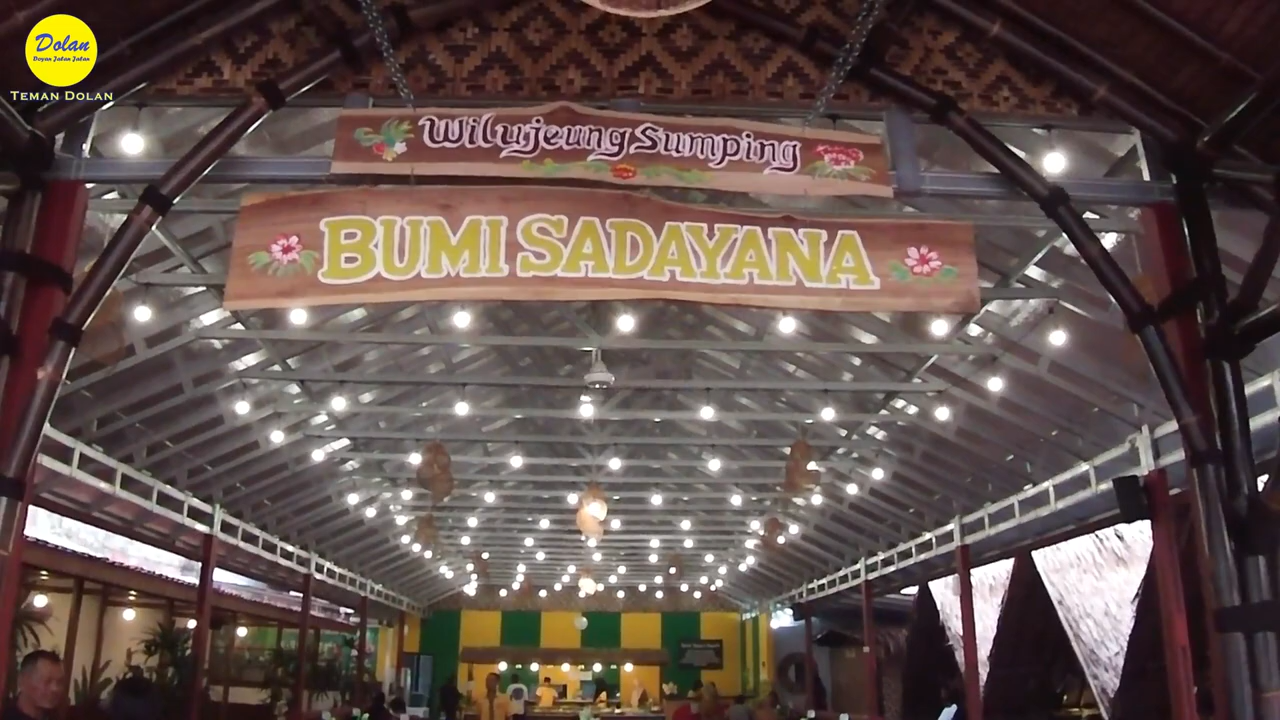 Dolan
Doyan Jalan Jalan
TEMAN DOLAN
Wilujeung Sumping
BUMI SADAYANA